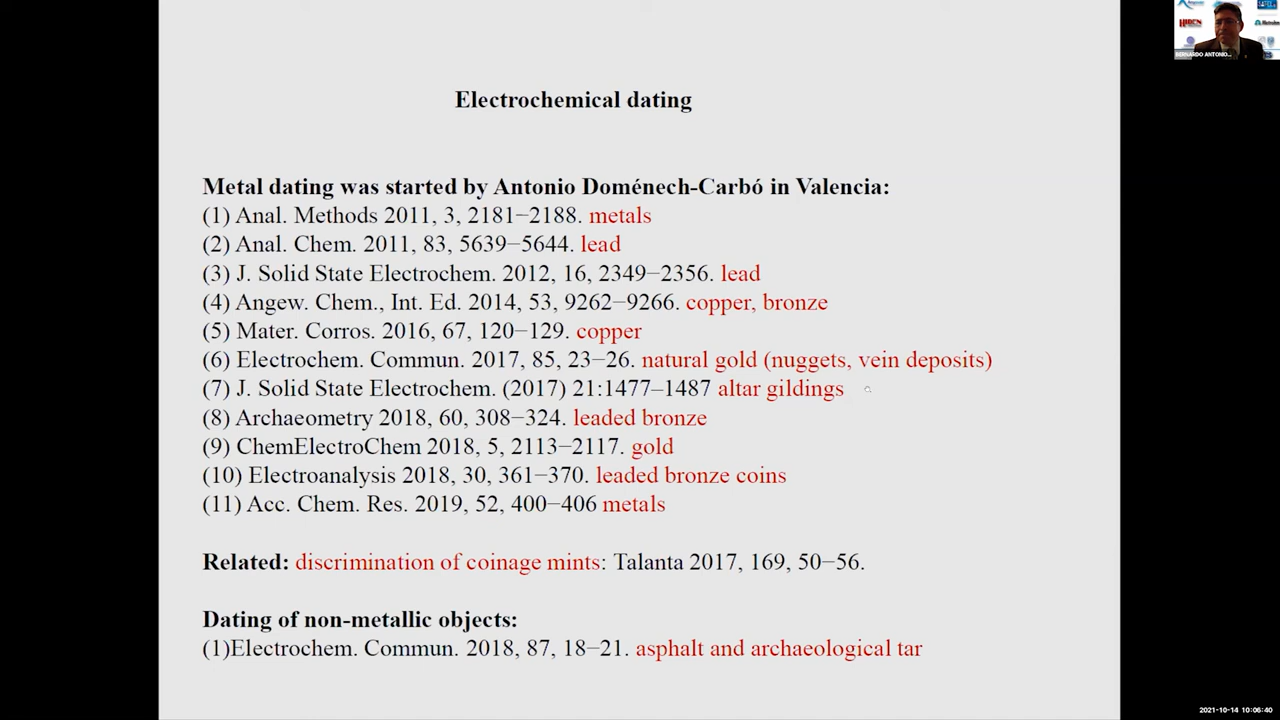 Electrochemical dating
Metal dating was started by Antonio Doménech-Carbó in Valencia:
(1) Anal. Methods 2011, 3, 2181−2188. metals
(2) Anal. Chem. 2011, 83, 5639−5644. lead
(3) J. Solid State Electrochem. 2012, 16, 2349−2356. lead
(4) Angew. Chem., Int. Ed. 2014, 53, 9262−9266. copper, bronze
(5) Mater. Corros. 2016, 67, 120−129. copper
(6) Electrochem. Commun. 2017, 85, 23−26. natural gold (nuggets, vein deposits)
(7) J. Solid State Electrochem. (2017) 21:1477–1487 altar gildings
(8) Archaeometry 2018, 60, 308−324. leaded bronze
(9) ChemElectroChem 2018, 5, 2113−2117. gold
(10) Electroanalysis 2018, 30, 361−370. leaded bronze coins
(11) Acc. Chem. Res. 2019, 52, 400−406 metals
Related: discrimination of coinage mints: Talanta 2017, 169, 50−56.
Dating of non-metallic objects:
(1)Electrochem. Commun. 2018, 87, 18−21. asphalt and archaeological tar
BERNARDO ANTONIO...
2021-10-14 10:06:40